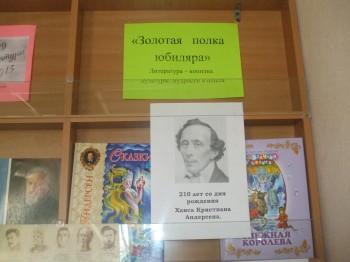 «Золотая полка
юбиляра»
Литература - копилка
культуры, мудрости и опыта.
СКАЗКИ
АНДЕРСЕН
210 лет со дня
рождения
Ханса Кристиана
Андерсена.
СНЕЖНАЯ
КОРОЛЕВА